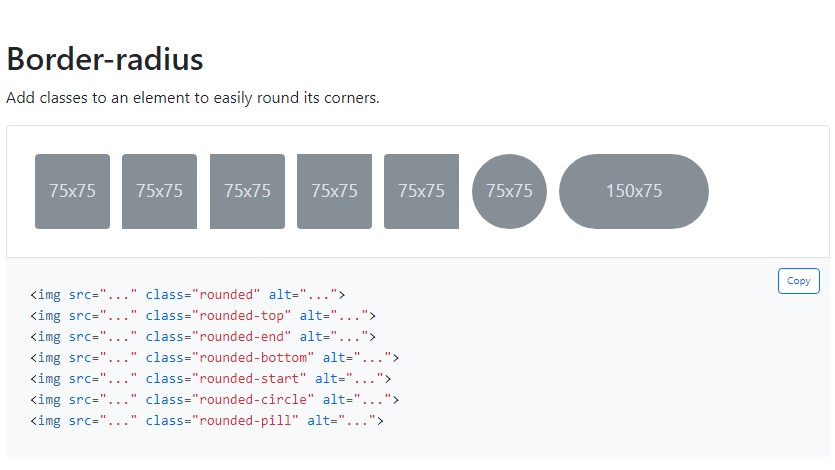 Border-radius
Add classes to an element to easily round its corners.
75x75 75x75 75x75 75x75 75x75 75x75 150x75
Copy
<img src="..." class="rounded" alt="...">
<img src="..." class="rounded-top" alt="...">
<img src="..." class="rounded-end" alt="...">
<img src="..." class="rounded-bottom" alt="...">
<img src="..." class="rounded-start" alt="...">
<img src="..." class="rounded-circle" alt="...">
<img src="..." class="rounded-pill" alt="...">